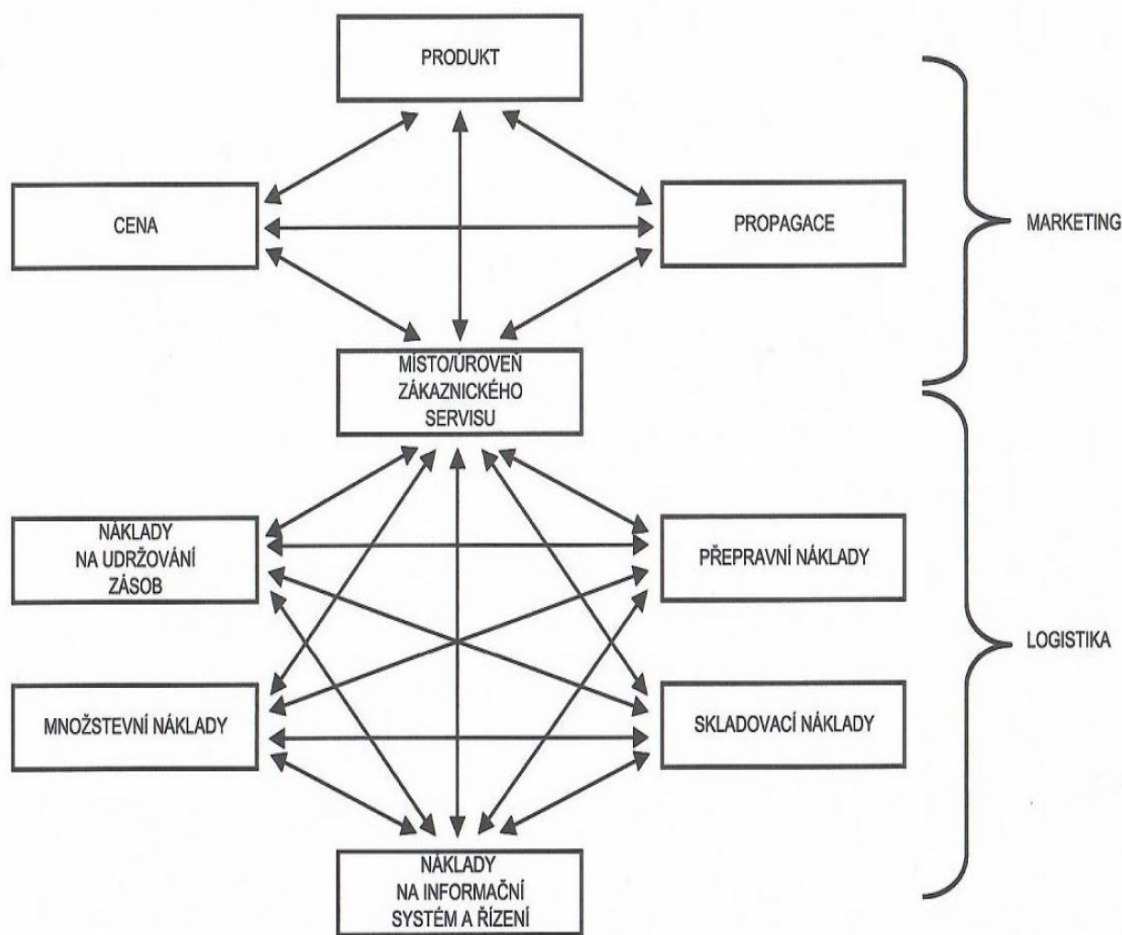 PRODUKT
CENA
PROPAGACE
MARKETING
MÍSTO/ÚROVEŇ
ZÁKAZNICKÉHO
SERVISU
NÁKLADY
NA UDRŽOVÁNÍ
ZÁSOB
PŘEPRAVNÍ NÁKLADY
LOGISTIKA
MNOŽSTEVNÍ NÁKLADY
SKLADOVACÍ NÁKLADY
NÁKLADY
NA INFORMAČNÍ
SYSTÉM A ŘÍZENÍ